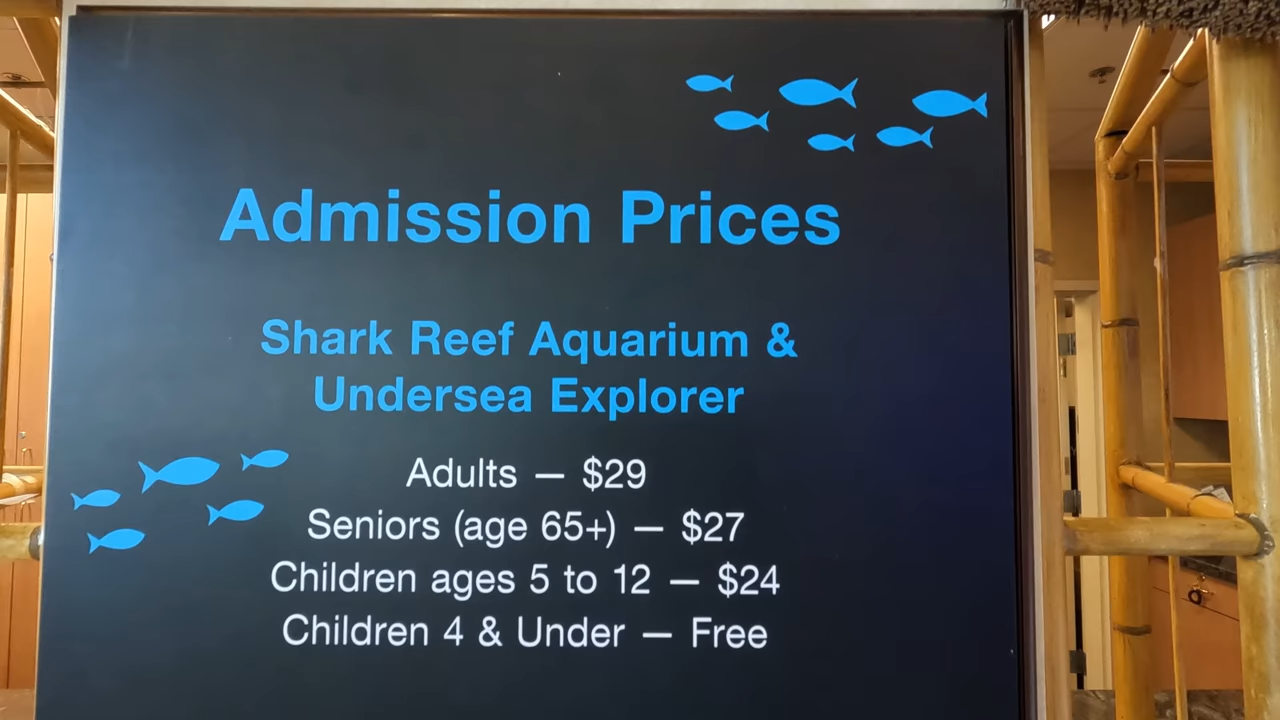 Admission Prices
Shark Reef Aquarium &
Undersea Explorer
Adults — $29
Seniors (age 65+) — $27
Children ages 5 to 12 — $24
Children 4 & Under — Free